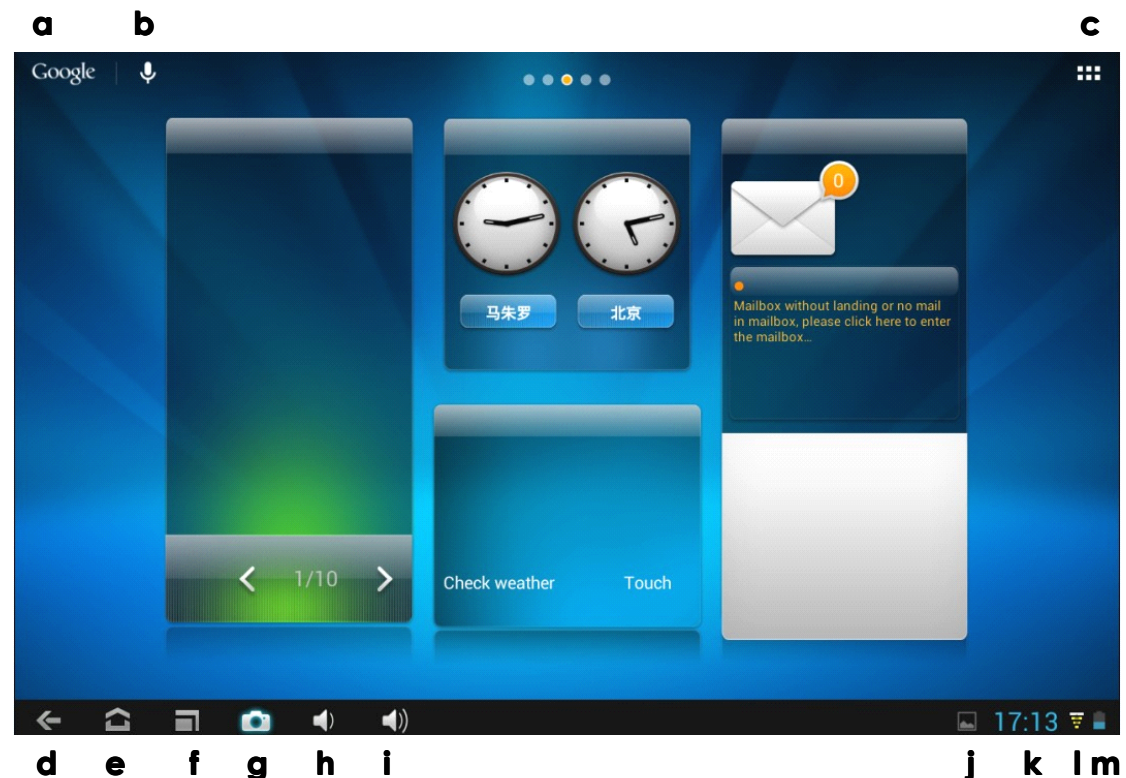 a b c
Google
0
马朱罗 北京
Mailbox without landing or no mail
in mailbox, please click here to enter
the mailbox...
1/10
Check weather Touch
17:13
d e f g h i j k l m